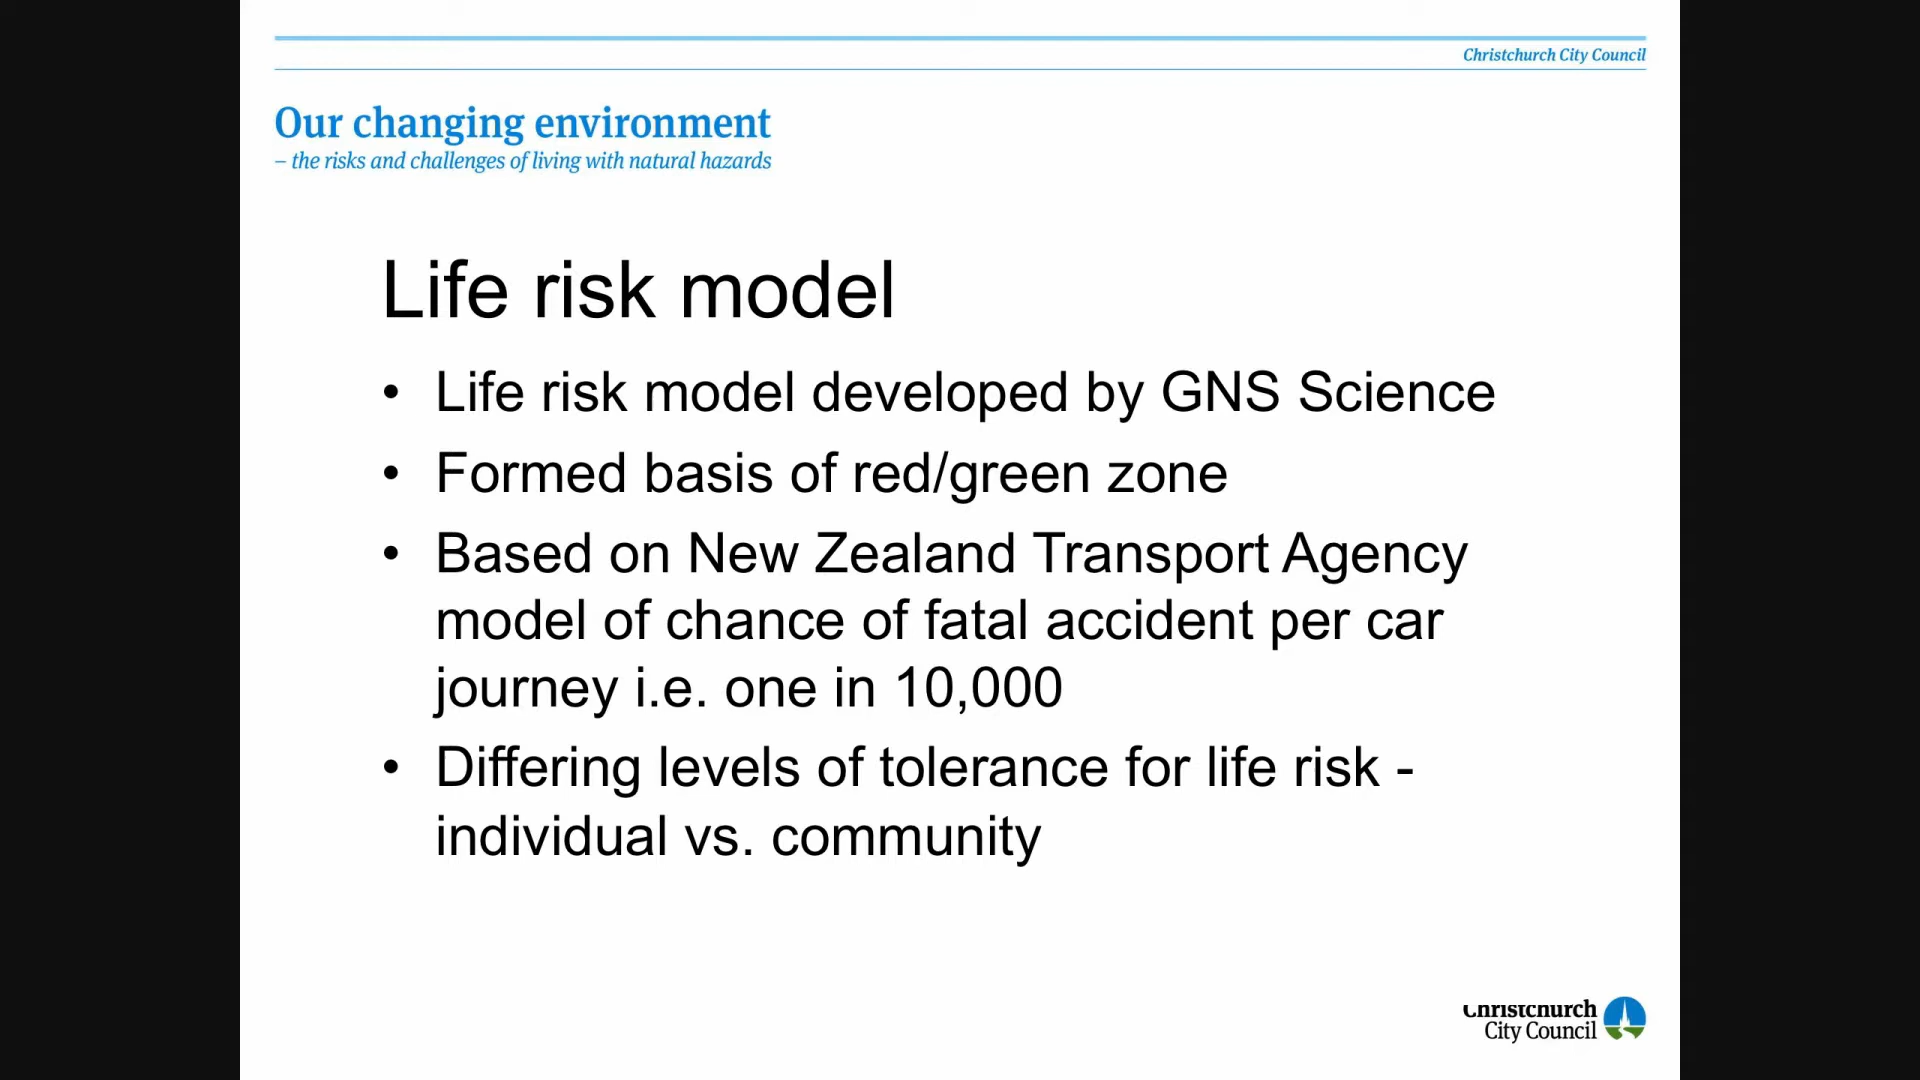 Christchurch City Council
Our changing environment
– the risks and challenges of living with natural hazards
Life risk model
• Life risk model developed by GNS Science
• Formed basis of red/green zone
• Based on New Zealand Transport Agency
model of chance of fatal accident per car
journey i.e. one in 10,000
• Differing levels of tolerance for life risk -
individual vs. community
Christchurch
City Council